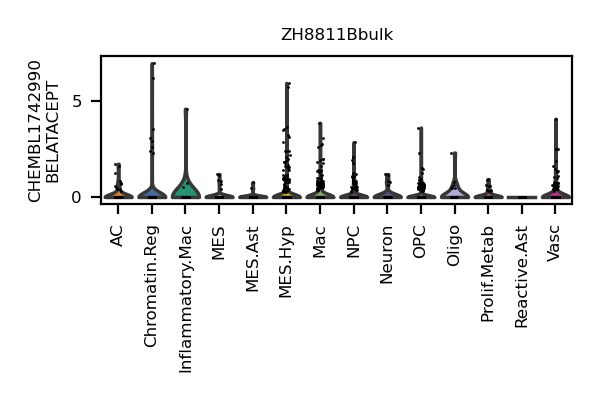 ZH8811Bbulk
CHEMBL1742990
BELATACEPT
5
0
AC
Chromatin.Reg
Inflammatory.Mac
MES
MES.Ast
MES.Hyp
Mac
NPC
Neuron
OPC
Oligo
Prolif.Metab
Reactive.Ast
Vasc